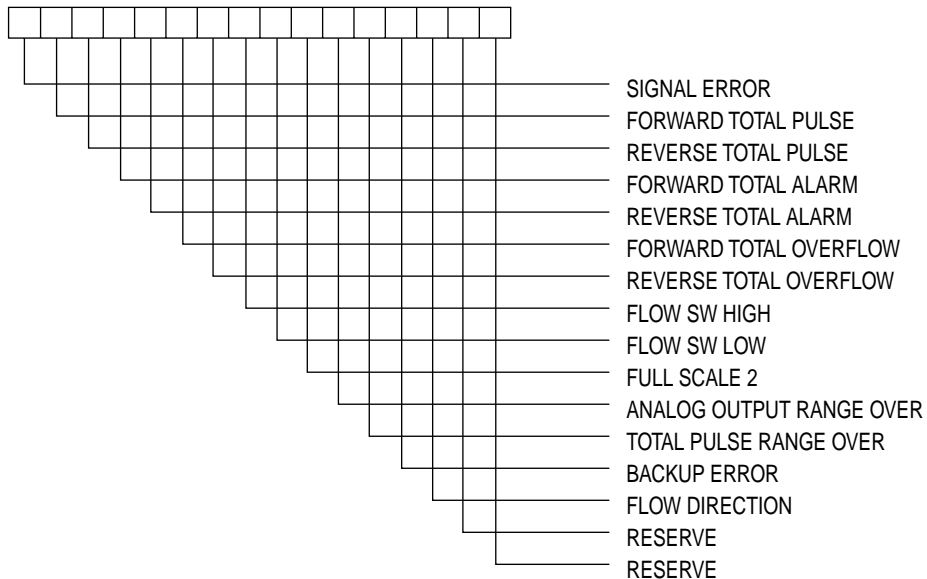 SIGNAL ERROR
FORWARD TOTAL PULSE
REVERSE TOTAL PULSE
FORWARD TOTAL ALARM
REVERSE TOTAL ALARM
FORWARD TOTAL OVERFLOW
REVERSE TOTAL OVERFLOW
FLOW SW HIGH
FLOW SW LOW
FULL SCALE 2
ANALOG OUTPUT RANGE OVER
TOTAL PULSE RANGE OVER
BACKUP ERROR
FLOW DIRECTION
RESERVE
RESERVE